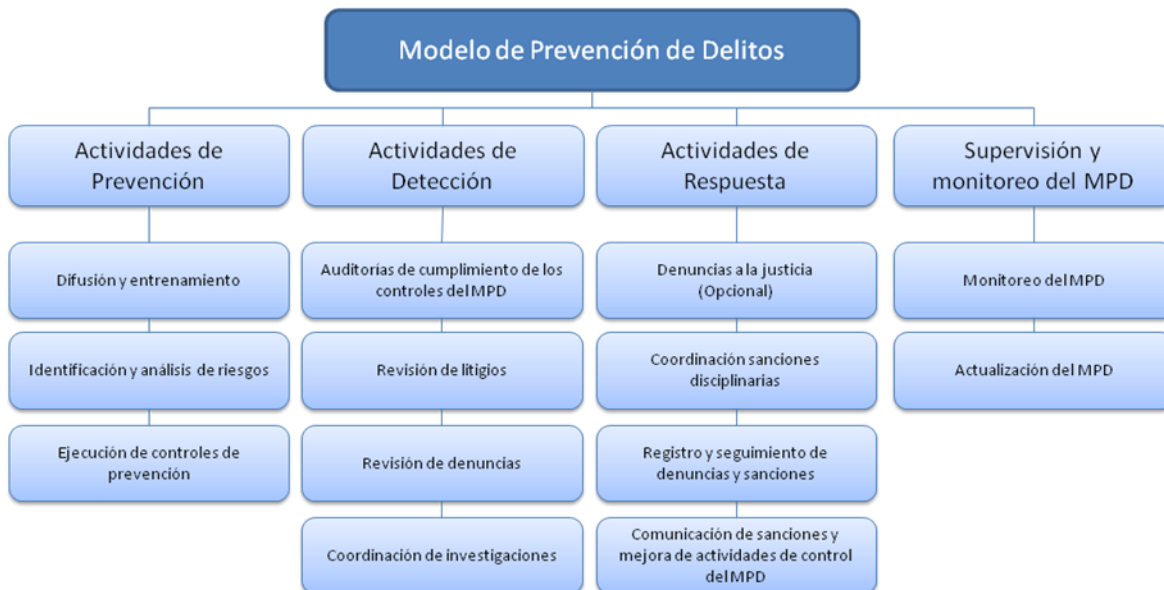 Modelo de Prevención de Delitos
Actividades de
Prevención
Difusión y entrenamiento
Identificación y análisis de riesgos
Ejecución de controles de
prevención
Actividades de
Detección
Auditorías de cumplimiento de los
controles del MPD
Revisión de litigios
Revisión de denuncias
Coordinación de investigaciones
Actividades de
Respuesta
Denuncias a la justicia
(Opcional)
Coordinación sanciones
disciplinarias
Registro y seguimiento de
denuncias y sanciones
Comunicación de sanciones y
mejora de actividades de control
del MPD
Supervisión y
monitoreo del MPD
Monitoreo del MPD
Actualización del MPD